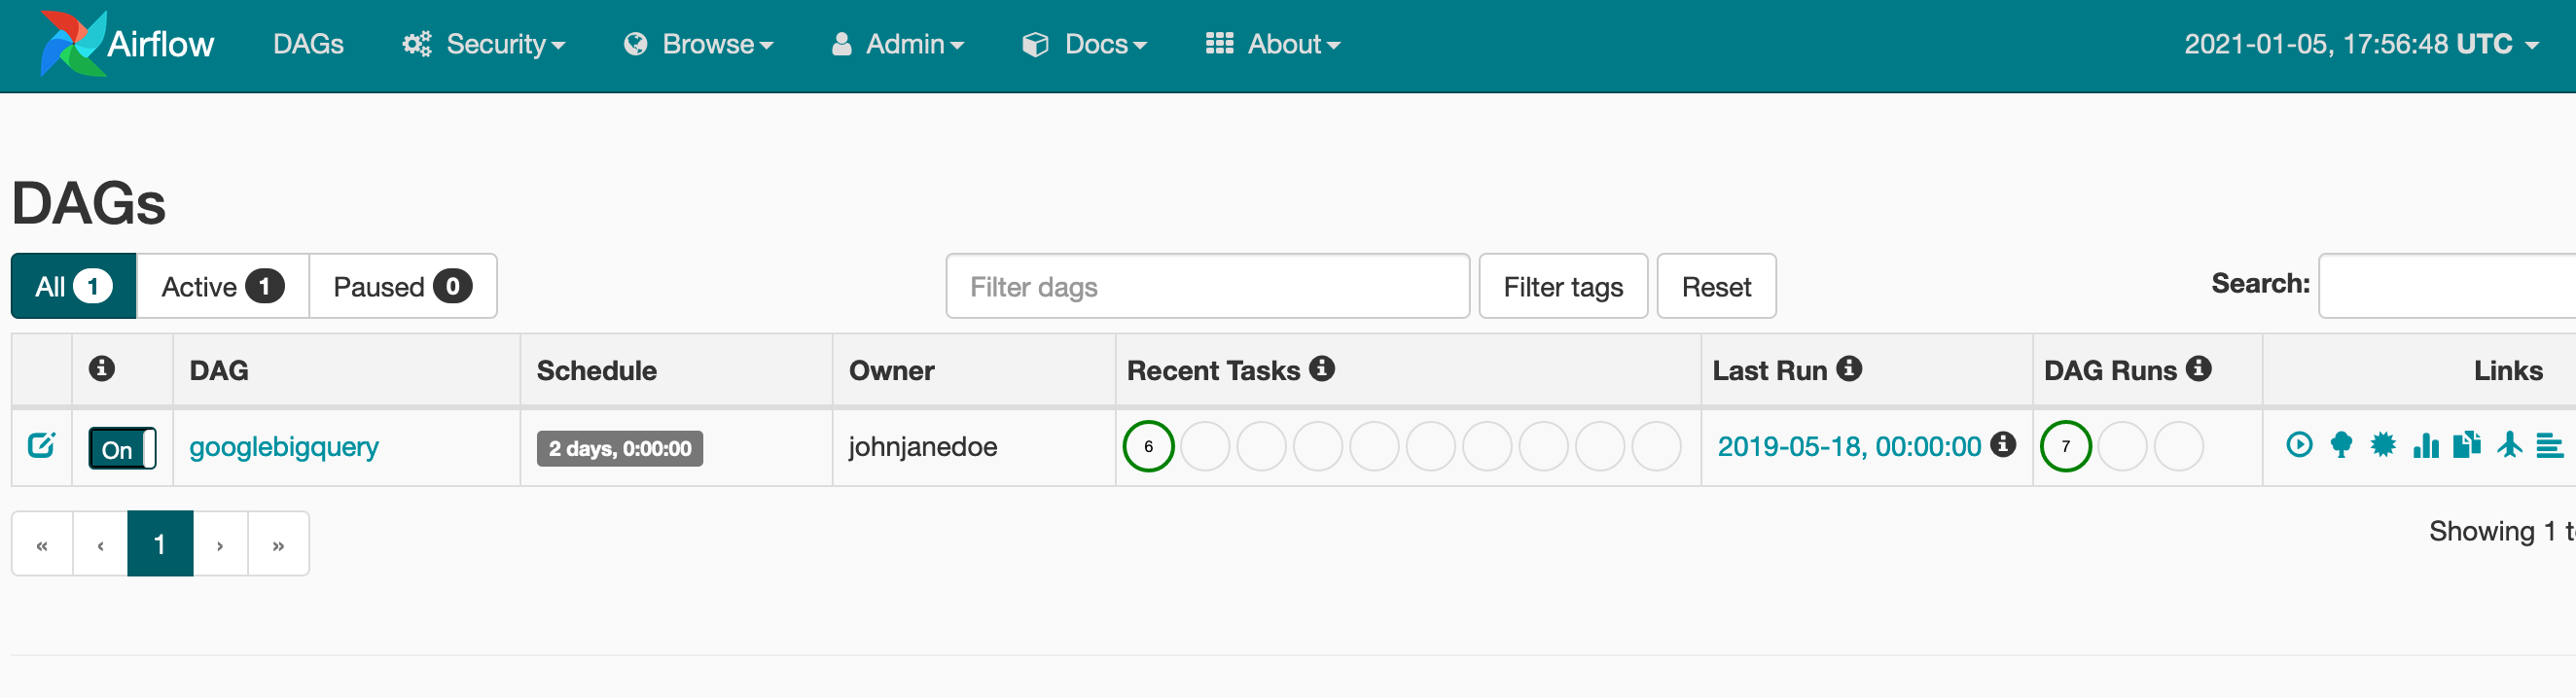 Airflow DAGs Security Browse Admin Docs About 2021-01-05, 17:56:48 UTC
DAGs
All 1 Active 1 Paused 0 Filter dags Filter tags Reset Search:
DAG Schedule Owner Recent Tasks Last Run DAG Runs Links
On googlebigquery 2 days, 0:00:00 johnjanedoe 6 2019-05-18, 00:00:00 7
« ‹ 1 › » Showing 1 t